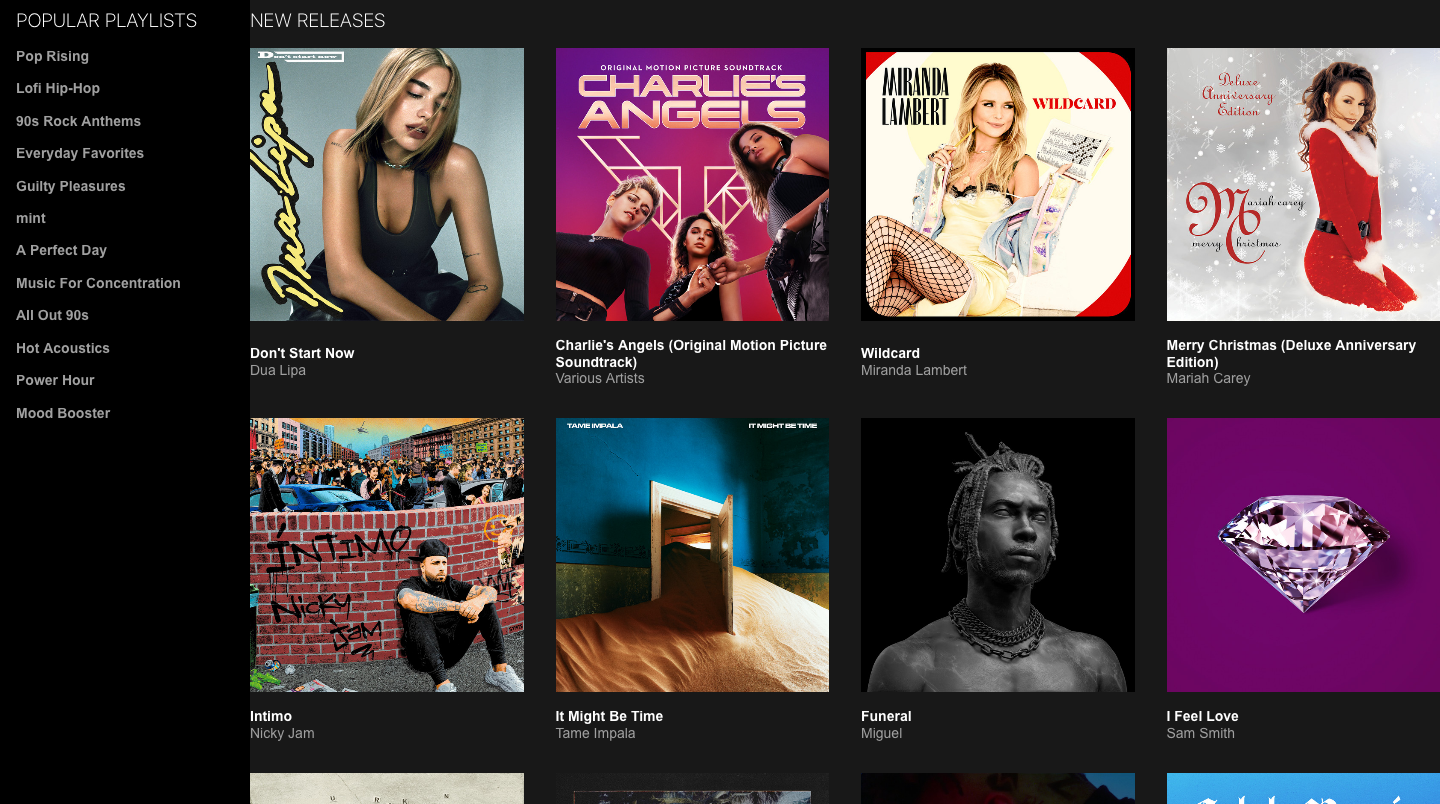 POPULAR PLAYLISTS
Pop Rising
Lofi Hip-Hop
90s Rock Anthems
Everyday Favorites
Guilty Pleasures
mint
A Perfect Day
Music For Concentration
All Out 90s
Hot Acoustics
Power Hour
Mood Booster
NEW RELEASES
Don't start now
Dua Lipa
ORIGINAL MOTION PICTURE SOUNDTRACK
CHARLIE'S
ANGELS
MIRANDA
LAMBERT
WILDCARD
Deluxe
Anniversary
Edition
Mariah carey
merry Christmas
Don't Start Now
Dua Lipa
Charlie's Angels (Original Motion Picture
Soundtrack)
Various Artists
Wildcard
Miranda Lambert
Merry Christmas (Deluxe Anniversary
Edition)
Mariah Carey
ÍNTIMO
Nicky
Jam
TAME IMPALA
IT MIGHT BE TIME
Intimo
Nicky Jam
It Might Be Time
Tame Impala
Funeral
Miguel
I Feel Love
Sam Smith